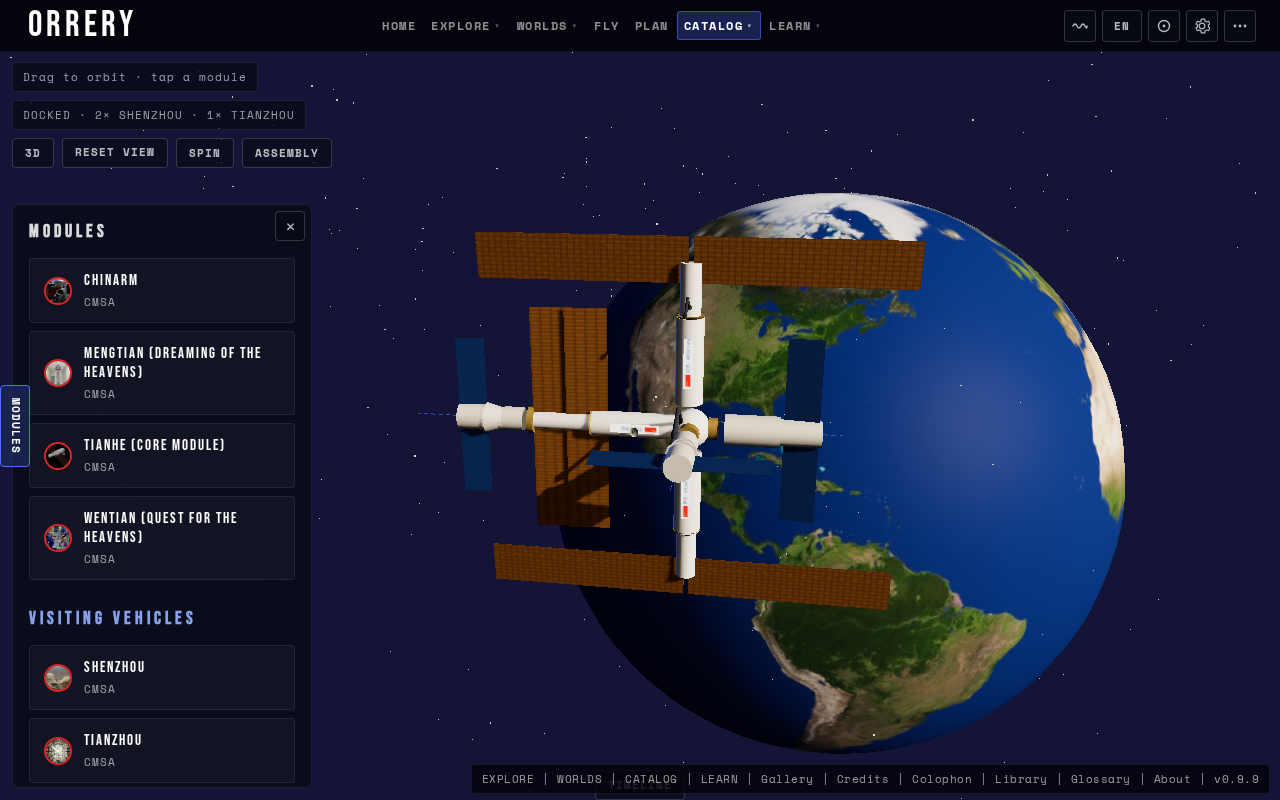 ORRERY
HOME EXPLORE WORLDS FLY PLAN CATALOG LEARN
EN
Drag to orbit · tap a module
DOCKED · 2× SHENZHOU · 1× TIANZHOU
3D RESET VIEW SPIN ASSEMBLY
MODULES
×
CHINARM
CMSA
MENGTIAN (DREAMING OF THE
HEAVENS)
CMSA
MODULES
TIANHE (CORE MODULE)
CMSA
WENTIAN (QUEST FOR THE
HEAVENS)
CMSA
VISITING VEHICLES
SHENZHOU
CMSA
TIANZHOU
CMSA
EXPLORE | WORLDS | CATALOG | LEARN | Gallery | Credits | Colophon | Library | Glossary | About | v0.9.9
TIMELINE